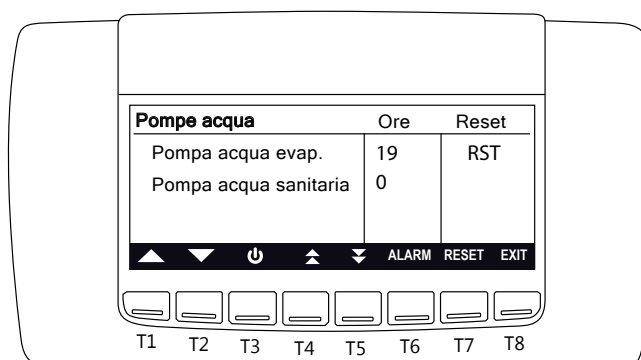 Pompe acqua Ore Reset
Pompa acqua evap. 19 RST
Pompa acqua sanitaria 0
ALARM RESET EXIT
T1 T2 T3 T4 T5 T6 T7 T8